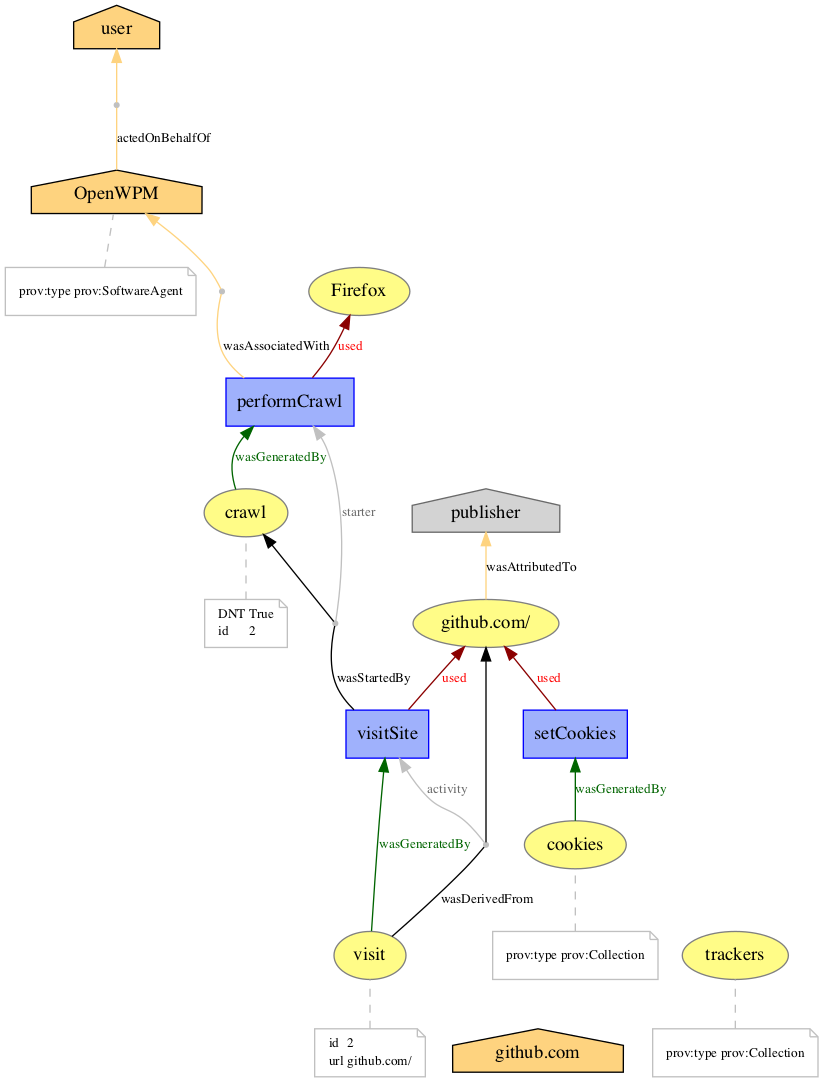 user
actedOnBehalfOf
OpenWPM
prov:type prov:SoftwareAgent
Firefox
wasAssociatedWith
used
performCrawl
wasGeneratedBy
crawl
starter
publisher
wasAttributedTo
DNT True
id 2
github.com/
wasStartedBy
used
used
visitSite
setCookies
activity
wasGeneratedBy
wasGeneratedBy
cookies
wasDerivedFrom
visit
prov:type prov:Collection
trackers
id 2
url github.com/
github.com
prov:type prov:Collection